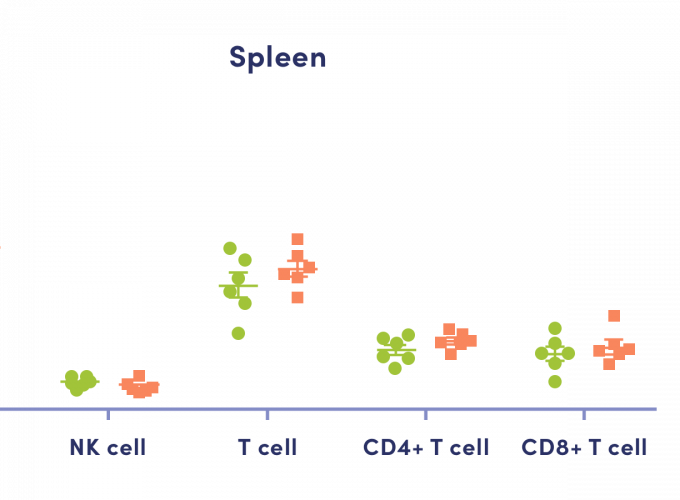 Spleen
NK cell
T cell
CD4+ T cell
CD8+ T cell